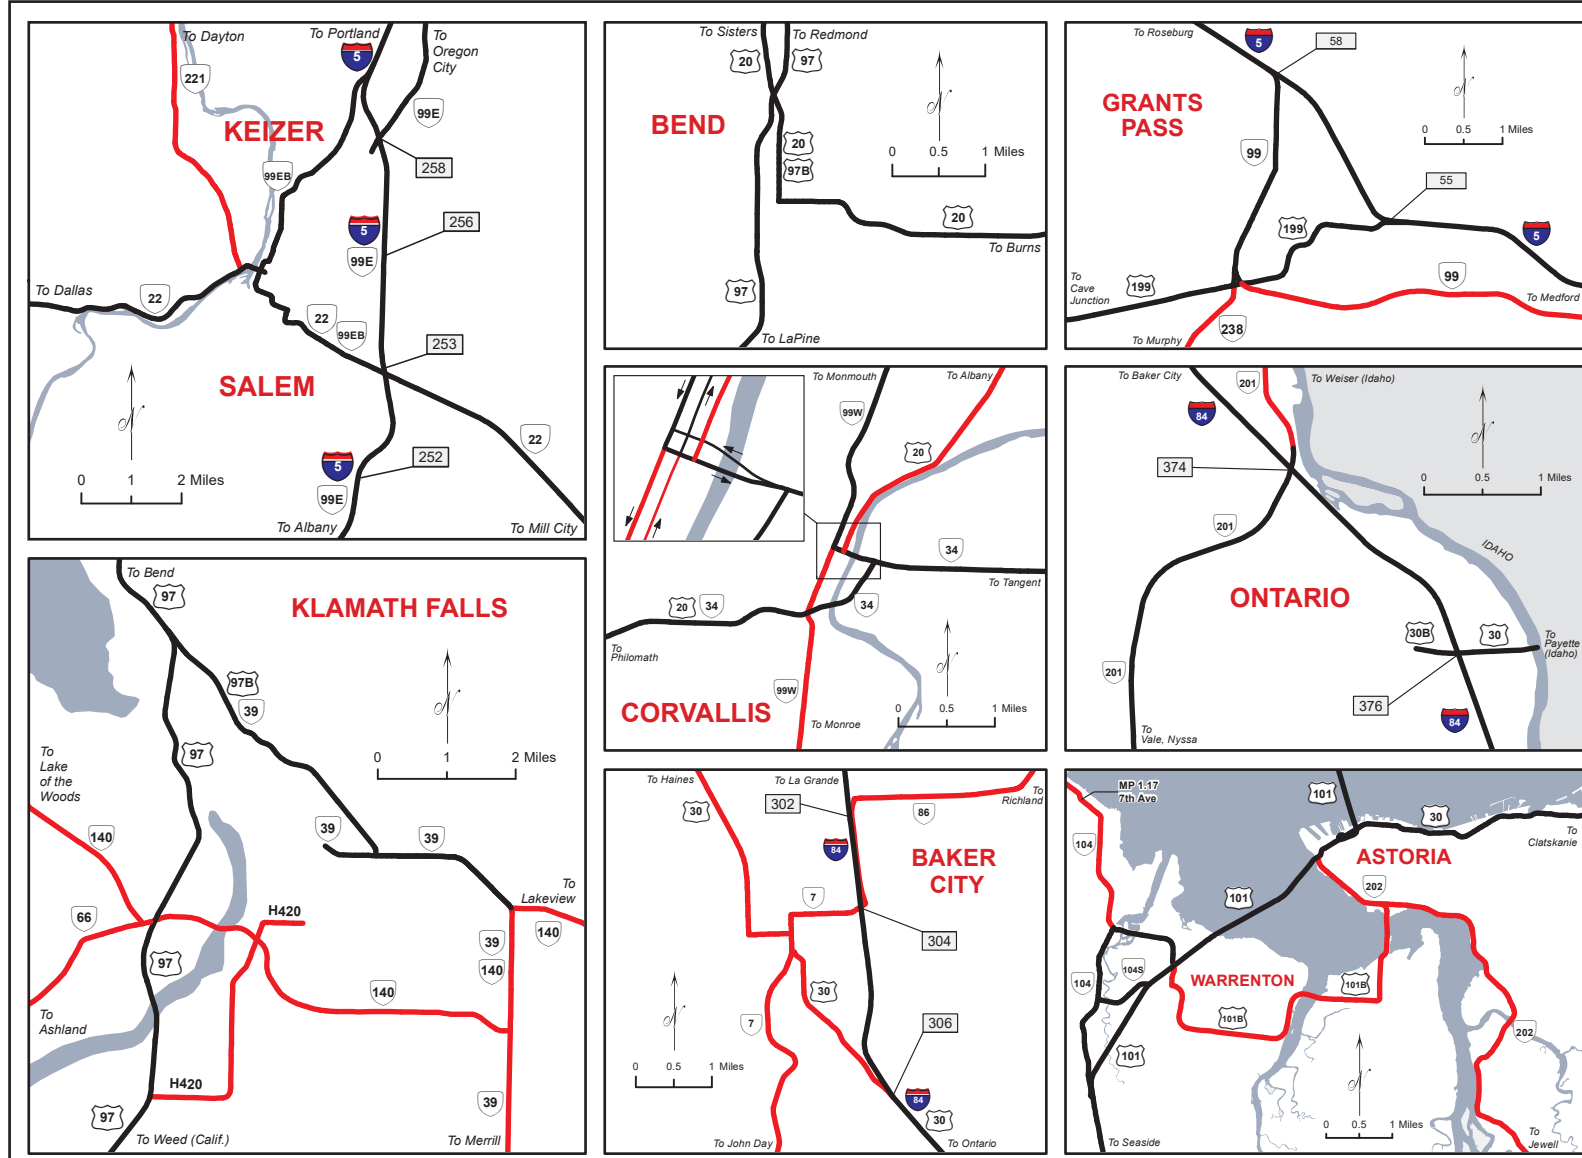 To Dayton
To Portland
To
Oregon
City
5
221
99E
KEIZER
258
99EB
256
5
99E
To Dallas
22
22
99EB
253
SALEM
22
252
5
99E
0 1 2 Miles
To Albany
To Mill City
To Sisters
To Redmond
20
97
BEND
20
97B
0 0.5 1 Miles
20
To Burns
97
To LaPine
To Roseburg
5
58
GRANTS
PASS
0 0.5 1 Miles
99
55
199
5
To
Cave
Junction
199
99
To Medford
238
To Murphy
To Monmouth
To Albany
99W
20
34
To Tangent
20
34
34
To
Philomath
99W
CORVALLIS
To Monroe
0 0.5 1 Miles
To Baker City
201
To Weiser (Idaho)
84
374
0 0.5 1 Miles
201
IDAHO
ONTARIO
30B
30
To
Payette
(Idaho)
201
376
84
To
Vale, Nyssa
To Bend
97
KLAMATH FALLS
97B
39
97
0 1 2 Miles
To
Lake
of the
Woods
140
39
39
To
Lakeview
66
H420
39
140
140
97
140
To
Ashland
H420
39
97
To Weed (Calif.)
To Merrill
To Haines
To La Grande
To
Richland
30
302
86
84
BAKER
CITY
7
304
30
7
306
0 0.5 1 Miles
84
30
To John Day
To Ontario
MP 1.17
7th Ave
101
30
To
Clatskanie
104
ASTORIA
202
101
104S
104
WARRENTON
101B
101B
202
101
0 0.5 1 Miles
To Seaside
To
Jewell